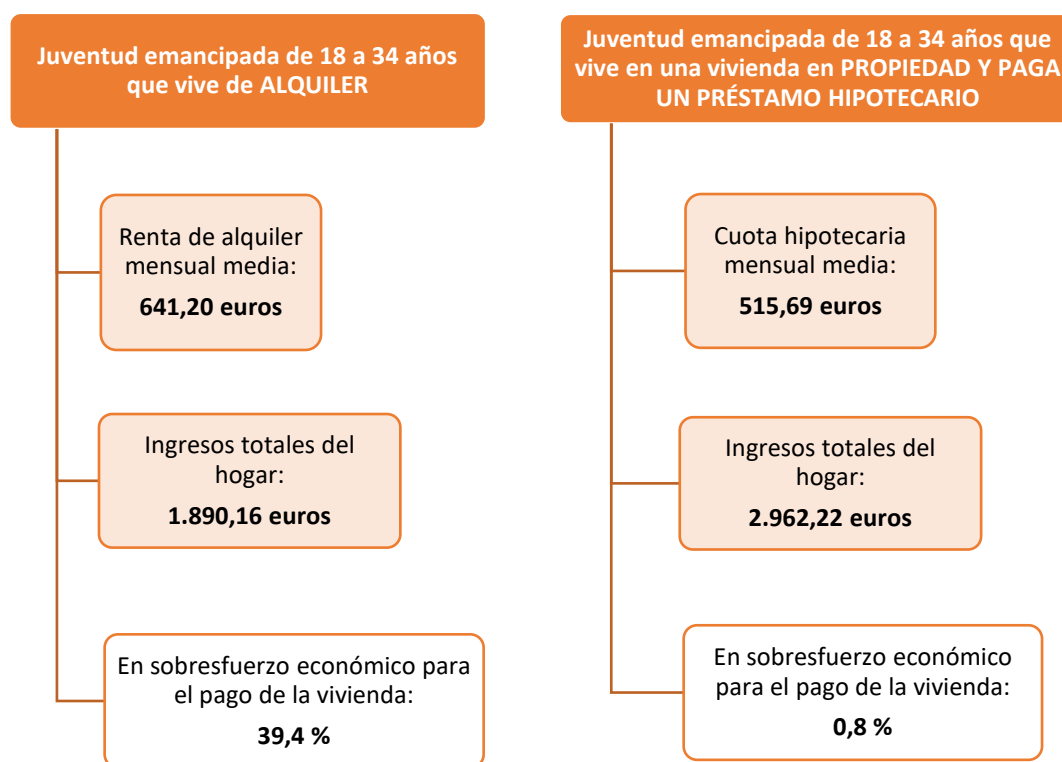 Juventud emancipada de 18 a 34 años
que vive de ALQUILER
Renta de alquiler
mensual media:
641,20 euros
Ingresos totales del
hogar:
1.890,16 euros
En sobresfuerzo económico para
el pago de la vivienda:
39,4 %
Juventud emancipada de 18 a 34 años que
vive en una vivienda en PROPIEDAD Y PAGA
UN PRÉSTAMO HIPOTECARIO
Cuota hipotecaria
mensual media:
515,69 euros
Ingresos totales del
hogar:
2.962,22 euros
En sobresfuerzo económico
para el pago de la vivienda:
0,8 %